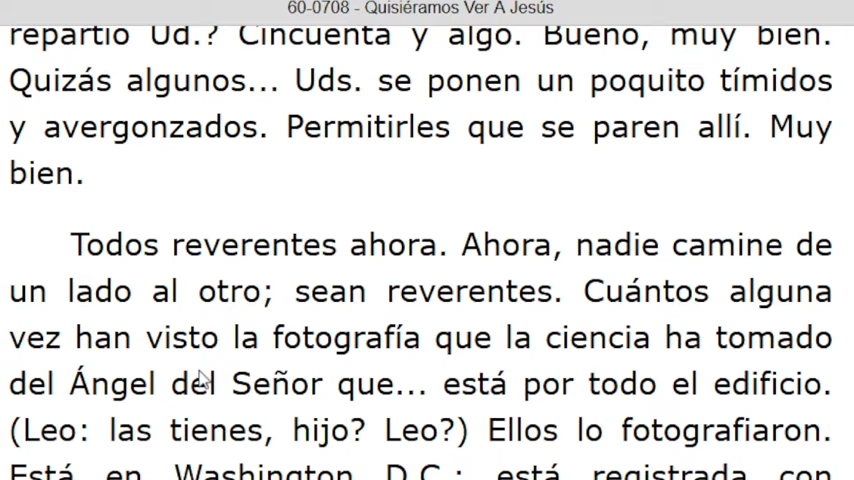 60-0708 - Quisiéramos Ver A Jesús
repartió Ud.? Cincuenta y algo. Bueno, muy bien.
Quizás algunos... Uds. se ponen un poquito tímidos
y avergonzados. Permitirles que se paren allí. Muy
bien.
Todos reverentes ahora. Ahora, nadie camine de
un lado al otro; sean reverentes. Cuántos alguna
vez han visto la fotografía que la ciencia ha tomado
del Ángel del Señor que... está por todo el edificio.
(Leo: las tienes, hijo? Leo?) Ellos lo fotografiaron.
Está en Washington D.C.; está registrada con